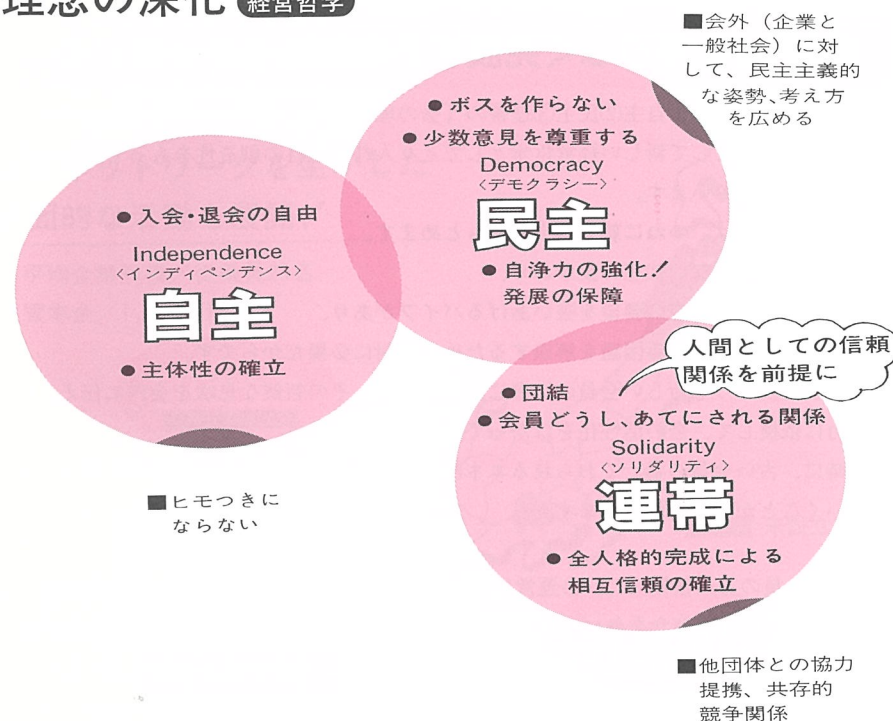 理念の深化 経営哲学
■会外（企業と
一般社会）に対
して、民主主義的
な姿勢、考え方
を広める
●ボスを作らない
●少数意見を尊重する
Democracy
〈デモクラシー〉
民主
●自浄力の強化！
発展の保障
●入会・退会の自由
Independence
〈インディペンデンス〉
自主
●主体性の確立
■ヒモつきに
ならない
人間としての信頼
関係を前提に
●団結
●会員どうし、あてにされる関係
Solidarity
〈ソリダリティ〉
連帯
●全人格的完成による
相互信頼の確立
■他団体との協力
提携、共存的
競争関係